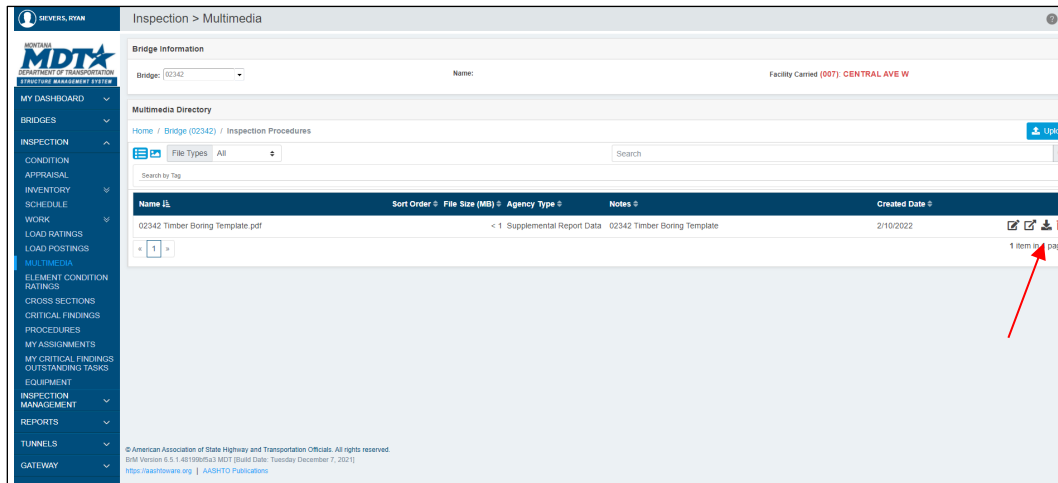 SIEVERS, RYAN
Inspection > Multimedia
MONTANA
MDT
DEPARTMENT OF TRANSPORTATION
STRUCTURE MANAGEMENT SYSTEM
MY DASHBOARD
BRIDGES
INSPECTION
CONDITION
APPRAISAL
INVENTORY
SCHEDULE
WORK
LOAD RATINGS
LOAD POSTINGS
MULTIMEDIA
ELEMENT CONDITION
RATINGS
CROSS SECTIONS
CRITICAL FINDINGS
PROCEDURES
MY ASSIGNMENTS
MY CRITICAL FINDINGS
OUTSTANDING TASKS
EQUIPMENT
INSPECTION
MANAGEMENT
REPORTS
TUNNELS
GATEWAY
Bridge Information
Bridge: 02342 Name: Facility Carried (007): CENTRAL AVE W
Multimedia Directory
Home / Bridge (02342) / Inspection Procedures Uplo
File Types All Search
Search by Tag
Name Sort Order File Size (MB) Agency Type Notes Created Date
02342 Timber Boring Template.pdf < 1 Supplemental Report Data 02342 Timber Boring Template 2/10/2022
« 1 » 1 item in 1 pag
© American Association of State Highway and Transportation Officials. All rights reserved.
BrM Version 6.5.1.48199bf5a3 MDT [Build Date: Tuesday December 7, 2021]
https://aashtoware.org | AASHTO Publications